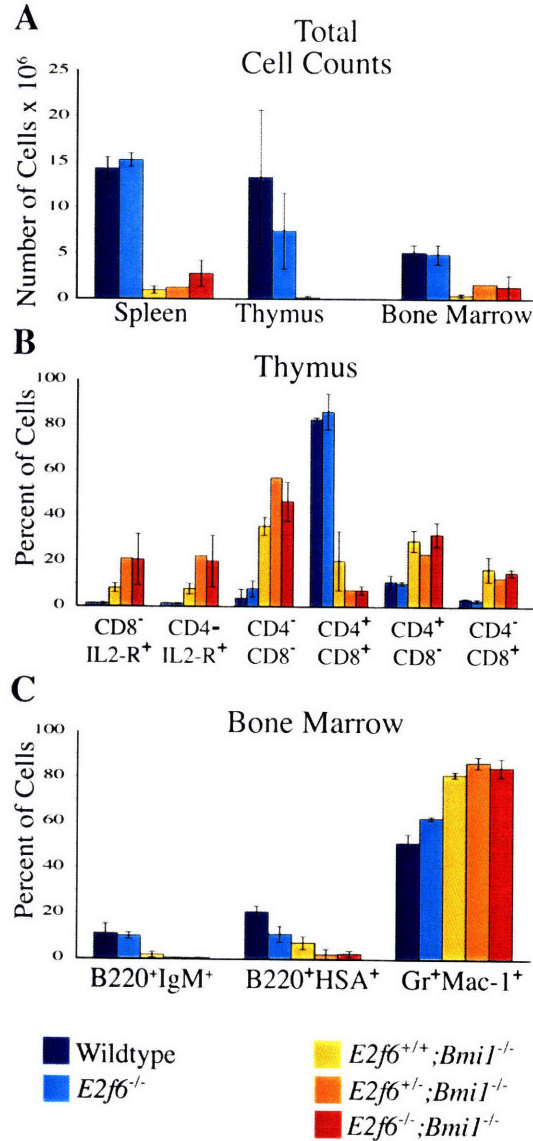 A
Total
Cell Counts
Number of Cells x 10⁶
25
20
15
10
5
0
Spleen Thymus Bone Marrow
B
Thymus
Percent of Cells
100
80
60
40
20
0
CD8⁻ CD4⁻ CD4⁻ CD4⁺ CD4⁺ CD4⁻
IL2-R⁺ IL2-R⁺ CD8⁻ CD8⁺ CD8⁻ CD8⁺
C
Bone Marrow
Percent of Cells
100
80
60
40
20
0
B220⁺IgM⁺ B220⁺HSA⁺ Gr⁺Mac-1⁺
Wildtype
E2f6⁻/⁻
E2f6⁺/⁺;Bmi1⁻/⁻
E2f6⁺/⁻;Bmi1⁻/⁻
E2f6⁻/⁻;Bmi1⁻/⁻